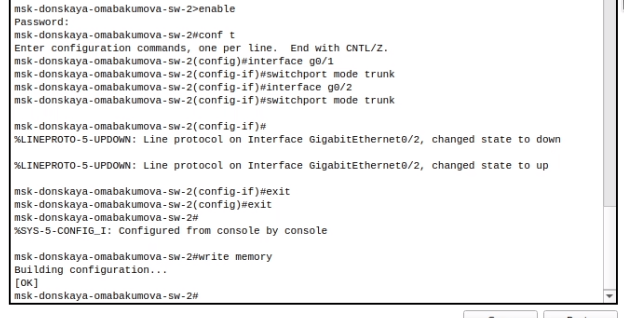 msk-donskaya-omabakumova-sw-2>enable
Password:
msk-donskaya-omabakumova-sw-2#conf t
Enter configuration commands, one per line.  End with CNTL/Z.
msk-donskaya-omabakumova-sw-2(config)#interface g0/1
msk-donskaya-omabakumova-sw-2(config-if)#switchport mode trunk
msk-donskaya-omabakumova-sw-2(config-if)#interface g0/2
msk-donskaya-omabakumova-sw-2(config-if)#switchport mode trunk
msk-donskaya-omabakumova-sw-2(config-if)#
%LINEPROTO-5-UPDOWN: Line protocol on Interface GigabitEthernet0/2, changed state to down
%LINEPROTO-5-UPDOWN: Line protocol on Interface GigabitEthernet0/2, changed state to up
msk-donskaya-omabakumova-sw-2(config-if)#exit
msk-donskaya-omabakumova-sw-2(config)#exit
msk-donskaya-omabakumova-sw-2#
%SYS-5-CONFIG_I: Configured from console by console
msk-donskaya-omabakumova-sw-2#write memory
Building configuration...
[OK]
msk-donskaya-omabakumova-sw-2#